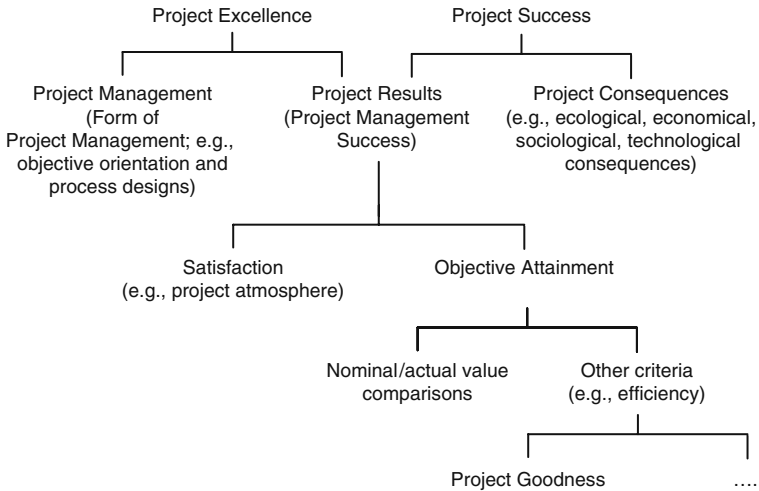 Project Excellence
Project Success
Project Management
(Form of
Project Management; e.g.,
objective orientation and
process designs)
Project Results
(Project Management
Success)
Project Consequences
(e.g., ecological, economical,
sociological, technological
consequences)
Satisfaction
(e.g., project atmosphere)
Objective Attainment
Nominal/actual value
comparisons
Other criteria
(e.g., efficiency)
Project Goodness
....